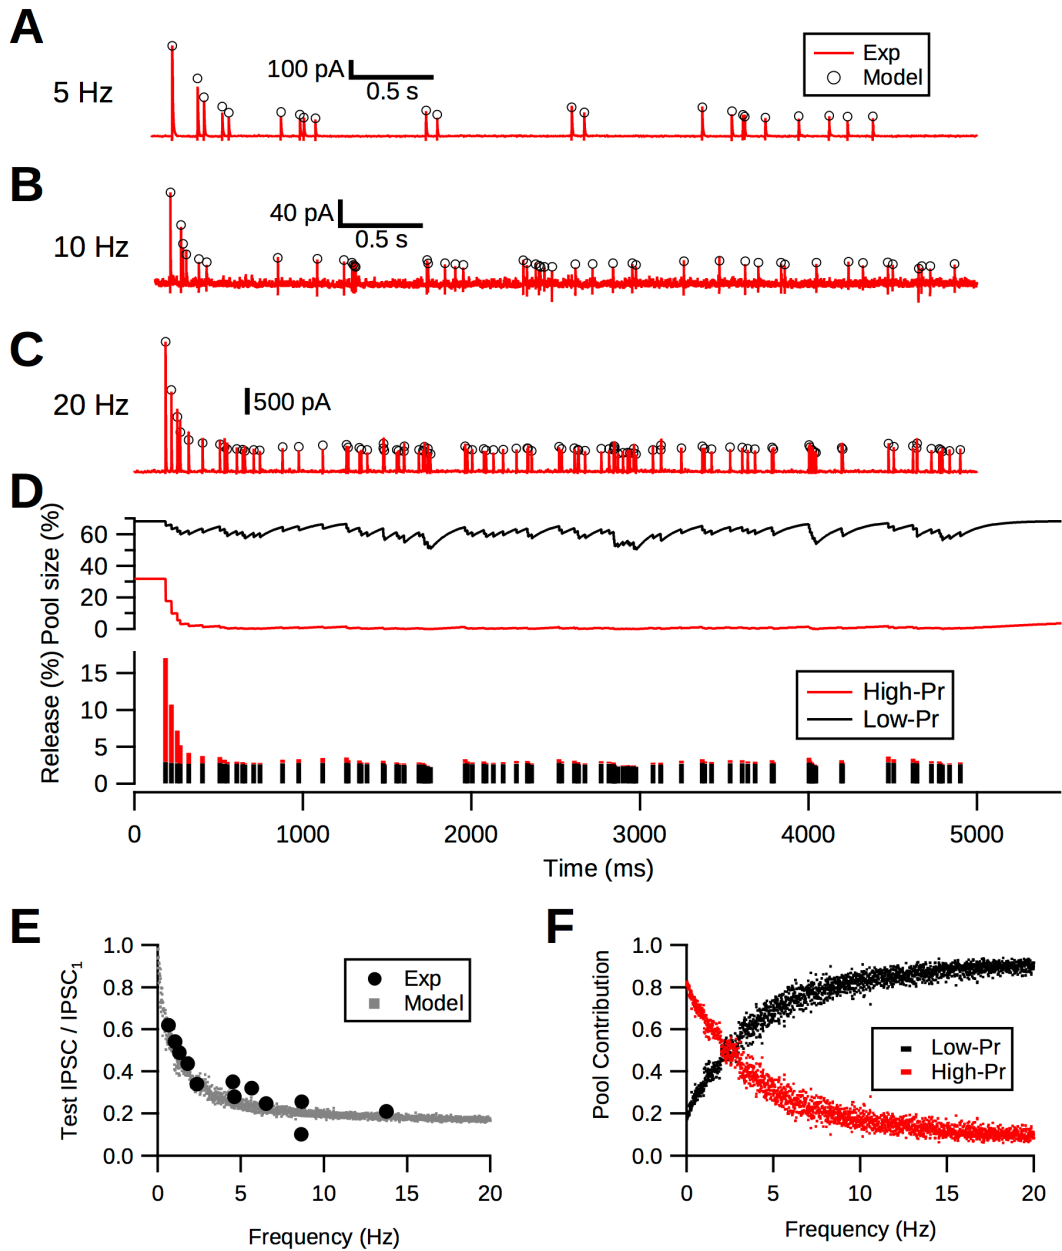 A
5 Hz
100 pA
0.5 s
Exp
Model
B
10 Hz
40 pA
0.5 s
C
20 Hz
500 pA
D
Pool size (%)
60
40
20
0
Release (%)
15
10
5
0
High-Pr
Low-Pr
0 1000 2000 3000 4000 5000
Time (ms)
E
Test IPSC / IPSC1
1.0
0.8
0.6
0.4
0.2
0.0
Exp
Model
0 5 10 15 20
Frequency (Hz)
F
Pool Contribution
1.0
0.8
0.6
0.4
0.2
0.0
Low-Pr
High-Pr
0 5 10 15 20
Frequency (Hz)